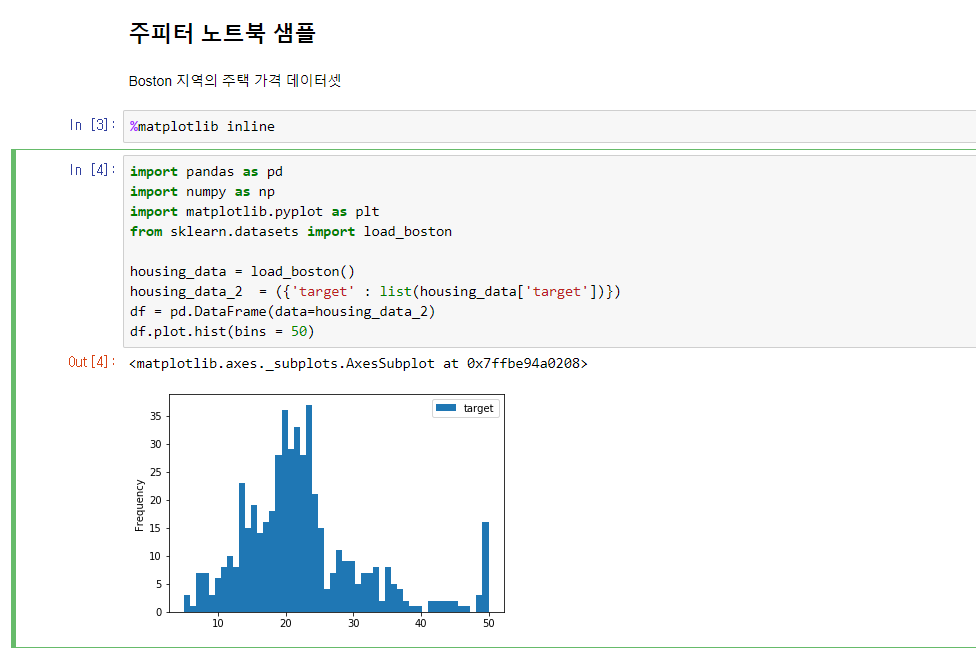 주피터 노트북 샘플
Boston 지역의 주택 가격 데이터셋
In [3]: %matplotlib inline
In [4]: import pandas as pd
import numpy as np
import matplotlib.pyplot as plt
from sklearn.datasets import load_boston
housing_data = load_boston()
housing_data_2  = ({'target' : list(housing_data['target'])})
df = pd.DataFrame(data=housing_data_2)
df.plot.hist(bins = 50)
Out[4]: <matplotlib.axes._subplots.AxesSubplot at 0x7ffbe94a0208>
target
35
30
25
20
15
10
5
0
Frequency
10 20 30 40 50